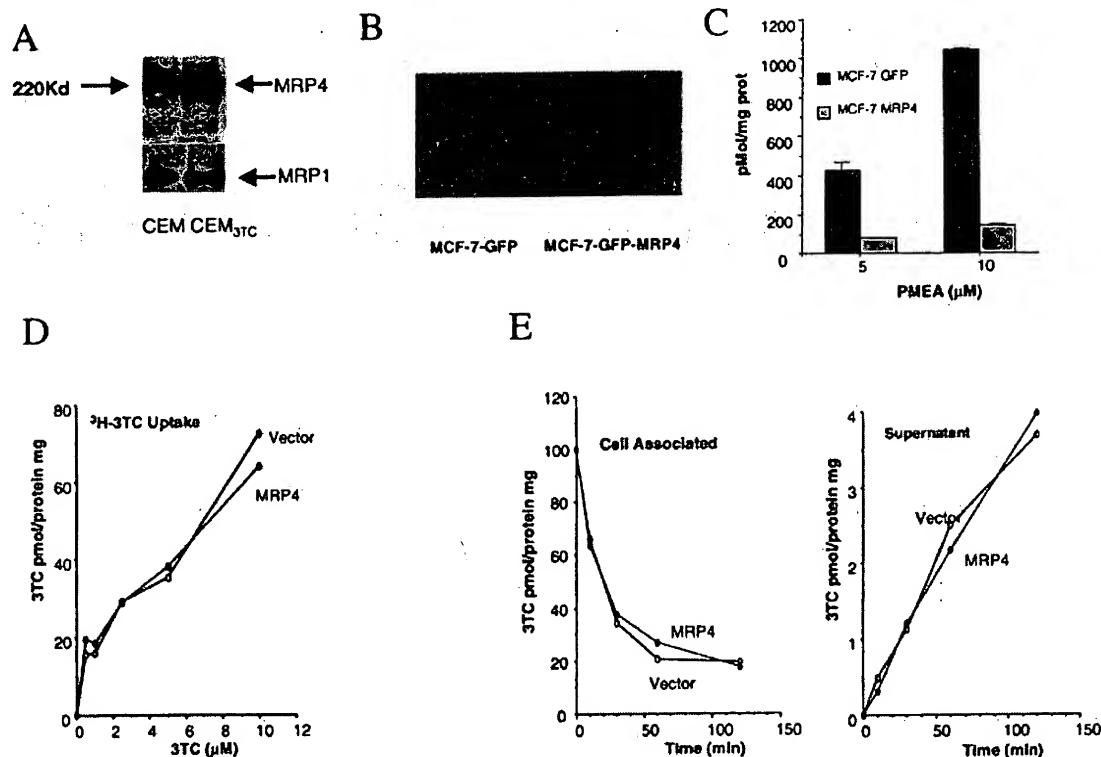 A
220Kd
MRP4
MRP1
CEM CEM3TC
B
MCF-7-GFP
MCF-7-GFP-MRP4
C
1200
1000
800
600
400
200
0
pMol/mg prot
MCF-7 GFP
MCF-7 MRP4
5
10
PMEA (µM)
D
80
60
40
20
0
3TC pmol/protein mg
³H-3TC Uptake
Vector
MRP4
0
2
4
6
8
10
12
3TC (µM)
E
120
100
80
60
40
20
0
3TC pmol/protein mg
Cell Associated
MRP4
Vector
0
50
100
150
Time (min)
4
3
2
1
0
3TC pmol/protein mg
Supernatant
Vector
MRP4
0
50
100
150
Time (min)